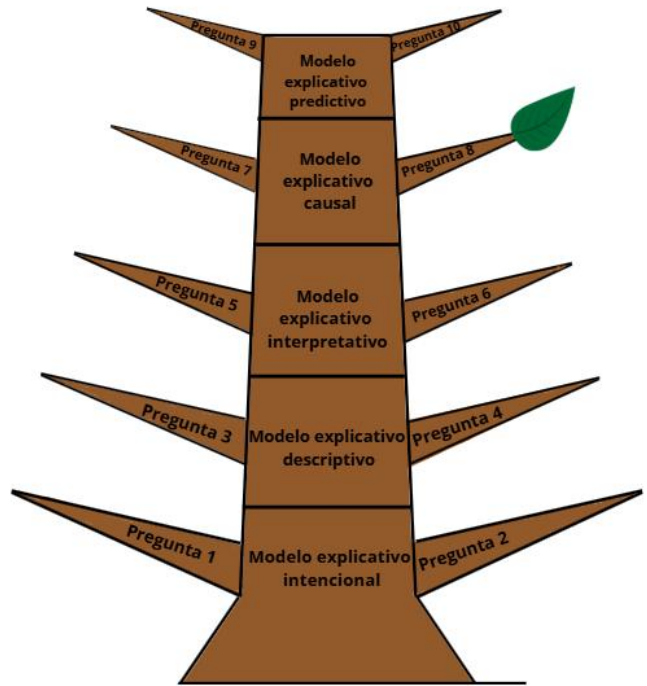 Pregunta 9
Pregunta 10
Modelo
explicativo
predictivo
Pregunta 7
Modelo
explicativo
causal
Pregunta 8
Pregunta 5
Modelo
explicativo
interpretativo
Pregunta 6
Pregunta 3
Modelo explicativo
descriptivo
Pregunta 4
Pregunta 1
Modelo explicativo
intencional
Pregunta 2